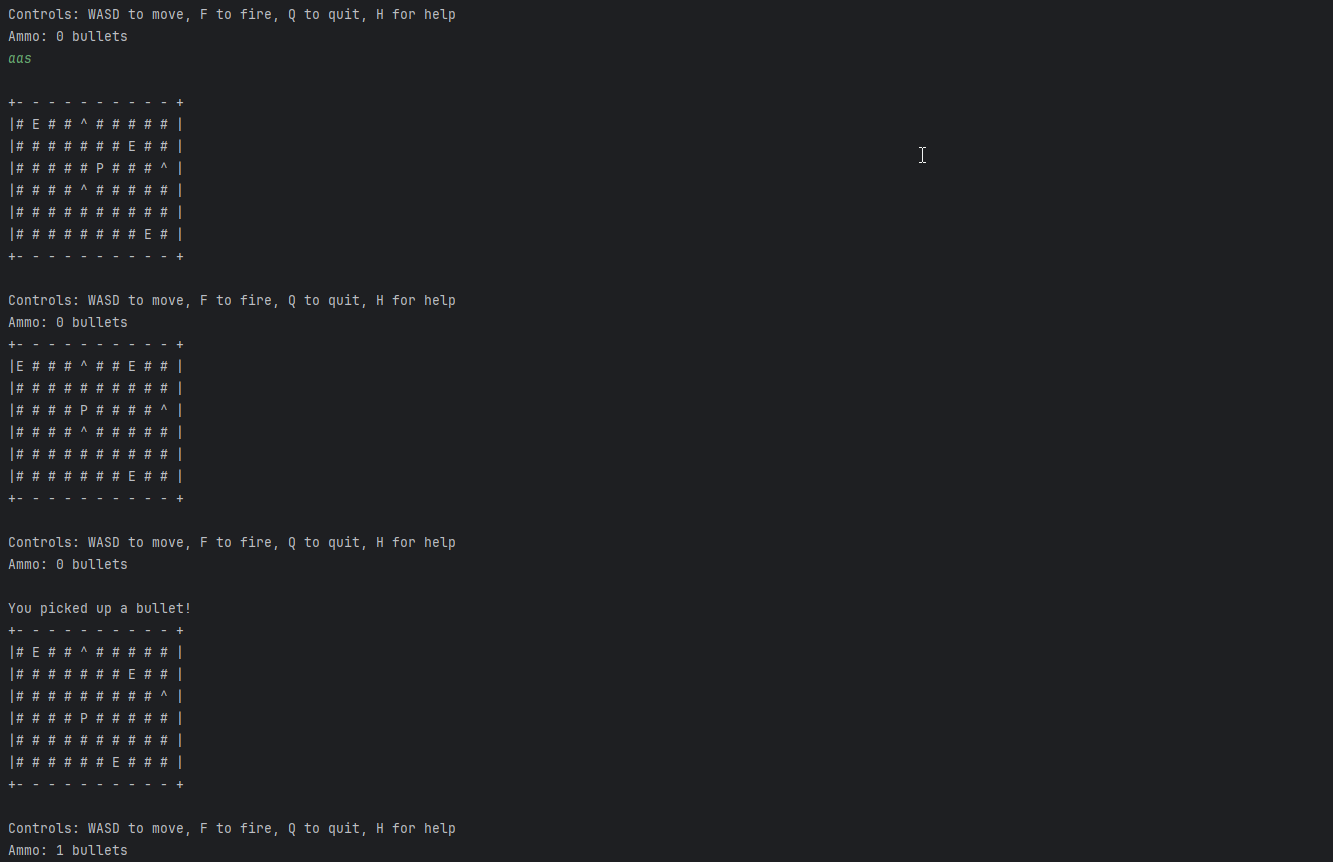 Controls: WASD to move, F to fire, Q to quit, H for help
Ammo: 0 bullets
aas
+- - - - - - - - - - +
|# E # # ^ # # # # # |
|# # # # # # # E # # |
|# # # # # P # # # ^ |
|# # # # ^ # # # # # |
|# # # # # # # # # # |
|# # # # # # # # E # |
+- - - - - - - - - - +
Controls: WASD to move, F to fire, Q to quit, H for help
Ammo: 0 bullets
+- - - - - - - - - - +
|E # # # ^ # # E # # |
|# # # # # # # # # # |
|# # # # P # # # # ^ |
|# # # # ^ # # # # # |
|# # # # # # # # # # |
|# # # # # # # E # # |
+- - - - - - - - - - +
Controls: WASD to move, F to fire, Q to quit, H for help
Ammo: 0 bullets
You picked up a bullet!
+- - - - - - - - - - +
|# E # # ^ # # # # # |
|# # # # # # # E # # |
|# # # # # # # # # ^ |
|# # # # P # # # # # |
|# # # # # # # # # # |
|# # # # # # E # # # |
+- - - - - - - - - - +
Controls: WASD to move, F to fire, Q to quit, H for help
Ammo: 1 bullets